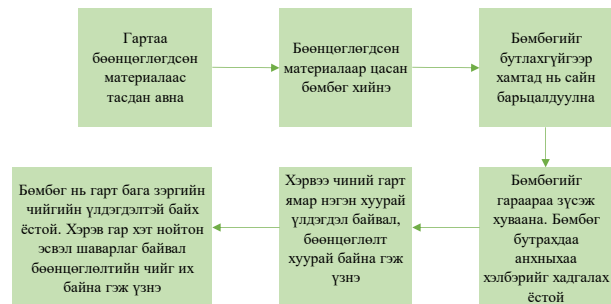 Гартаа
бөөнцөглөгдсөн
материалаас
тасдан авна
Бөөнцөглөгдсөн
материалаар цасан
бөмбөг хийнэ
Бөмбөгийг
бутлахгүйгээр
хамтад нь сайн
барьцалдуулна
Бөмбөгийг
гараараа зүсэж
хуваана. Бөмбөг
бутрахдаа
анхныхаа
хэлбэрийг хадгалах
ёстой
Хэрвээ чиний гарт
ямар нэгэн хуурай
үлдэгдэл байвал,
бөөнцөглөлт
хуурай байна гэж
үзнэ
Бөмбөг нь гарт бага зэргийн
чийгийн үлдэгдэлтэй байх
ёстой. Хэрэв гар хэт нойтон
эсвэл шаварлаг байвал
бөөнцөглөлтийн чийг их
байна гэж үзнэ